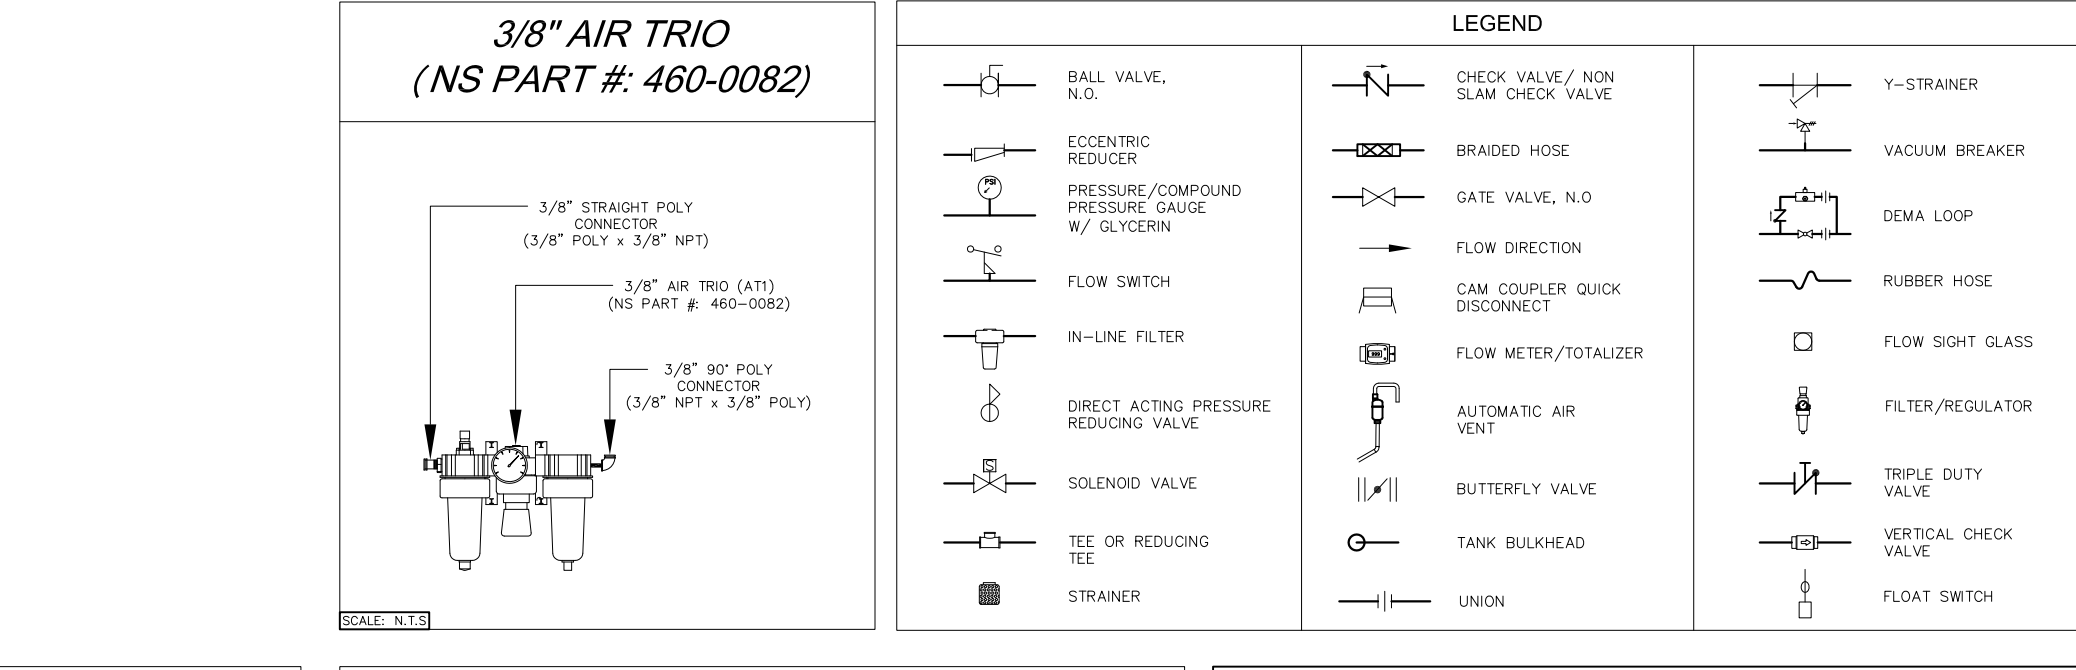 3/8" AIR TRIO
(NS PART #: 460-0082)
3/8" STRAIGHT POLY
CONNECTOR
(3/8" POLY x 3/8" NPT)
3/8" AIR TRIO (AT1)
(NS PART #: 460-0082)
3/8" 90° POLY
CONNECTOR
(3/8" NPT x 3/8" POLY)
SCALE: N.T.S
LEGEND
BALL VALVE,
N.O.
ECCENTRIC
REDUCER
PSI
PRESSURE/COMPOUND
PRESSURE GAUGE
W/ GLYCERIN
FLOW SWITCH
IN-LINE FILTER
DIRECT ACTING PRESSURE
REDUCING VALVE
S
SOLENOID VALVE
TEE OR REDUCING
TEE
STRAINER
CHECK VALVE/ NON
SLAM CHECK VALVE
BRAIDED HOSE
GATE VALVE, N.O
FLOW DIRECTION
CAM COUPLER QUICK
DISCONNECT
FLOW METER/TOTALIZER
AUTOMATIC AIR
VENT
BUTTERFLY VALVE
TANK BULKHEAD
UNION
Y-STRAINER
VACUUM BREAKER
DEMA LOOP
RUBBER HOSE
FLOW SIGHT GLASS
FILTER/REGULATOR
TRIPLE DUTY
VALVE
VERTICAL CHECK
VALVE
FLOAT SWITCH